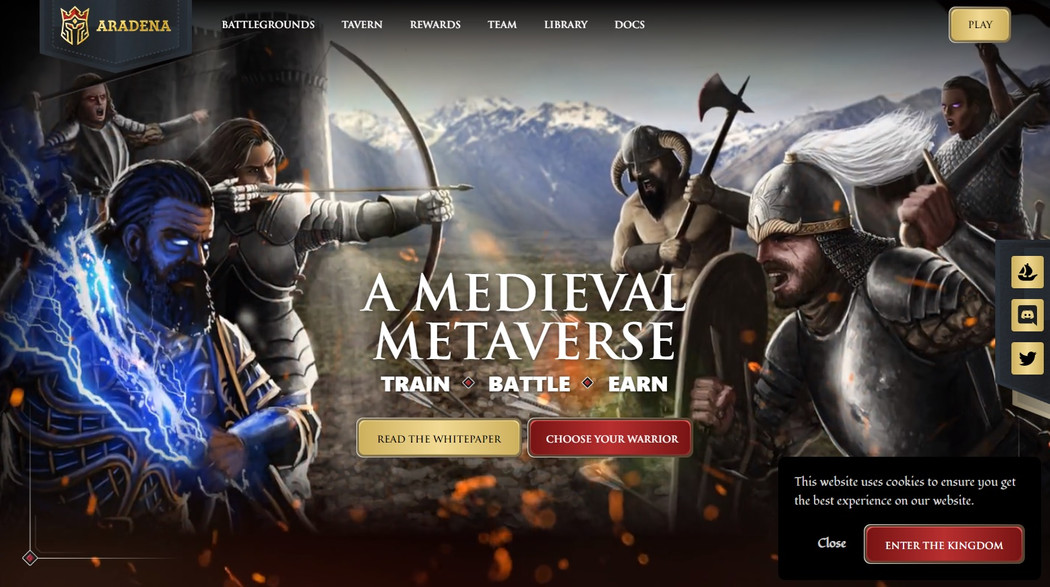 ARADENA
BATTLEGROUNDS
TAVERN
REWARDS
TEAM
LIBRARY
DOCS
PLAY
A MEDIEVAL
METAVERSE
TRAIN BATTLE EARN
READ THE WHITEPAPER
CHOOSE YOUR WARRIOR
This website uses cookies to ensure you get
the best experience on our website.
Close
ENTER THE KINGDOM